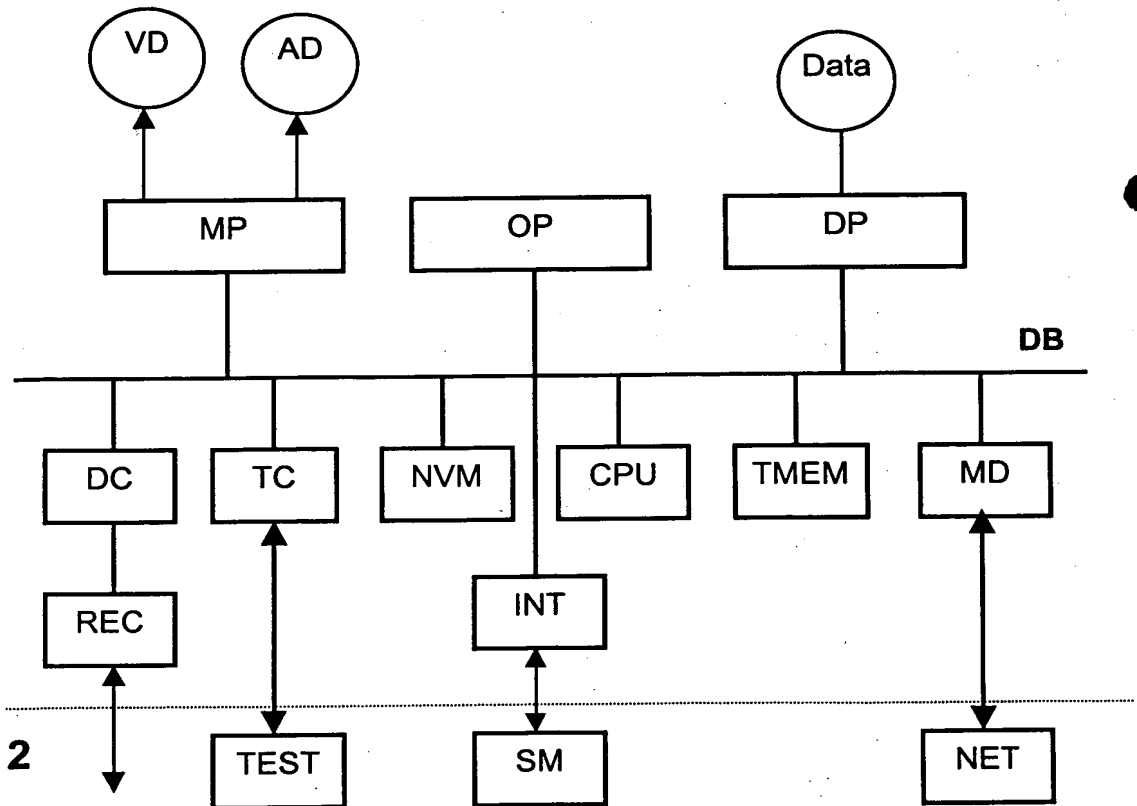 VD
AD
Data
MP
OP
DP
DB
DC
TC
NVM
CPU
TMEM
MD
REC
INT
2
TEST
SM
NET